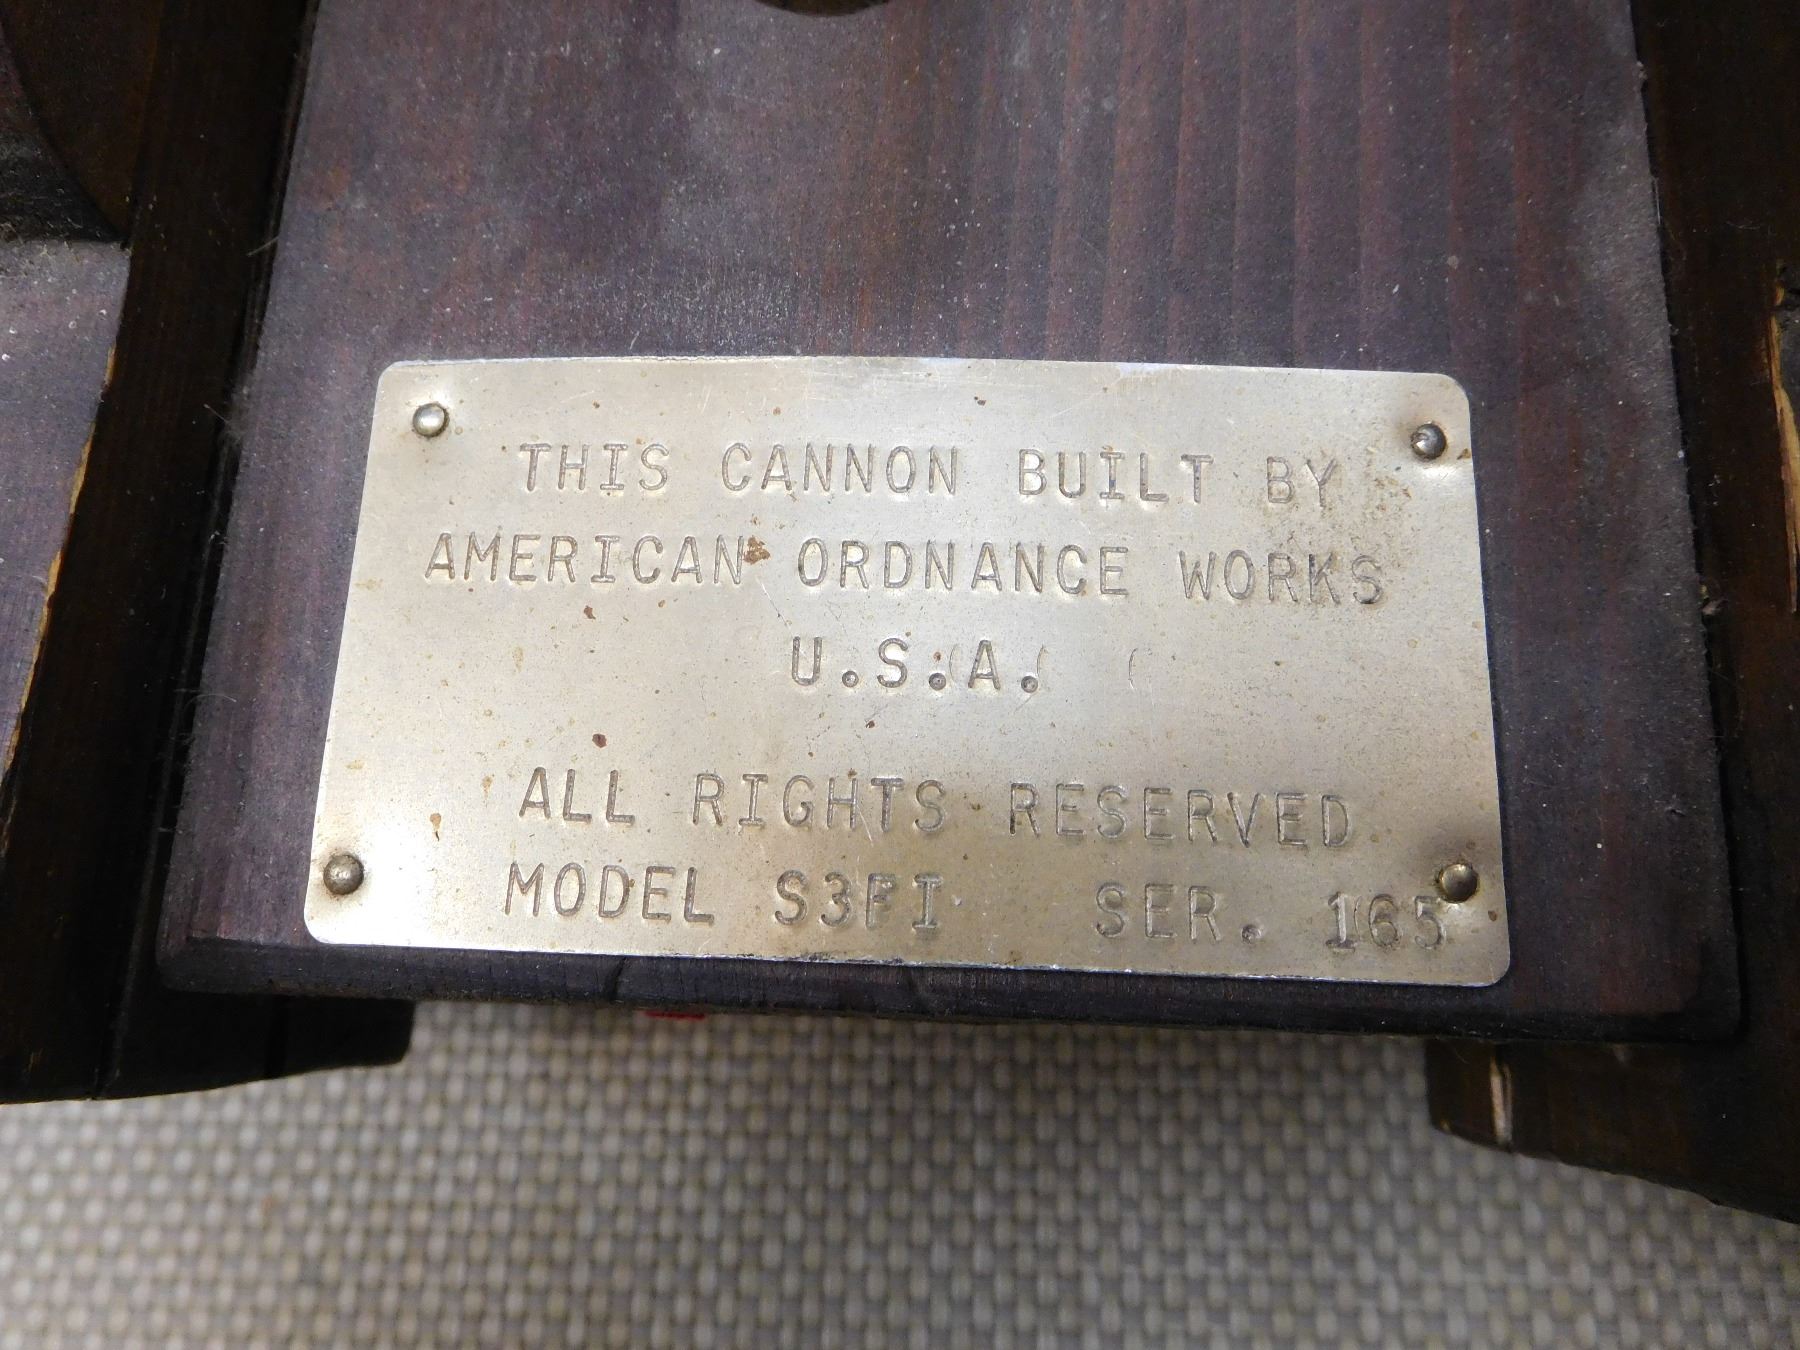 THIS CANNON BUILT BY
AMERICAN ORDNANCE WORKS
U.S.A.
ALL RIGHTS RESERVED
MODEL S3FI SER. 165